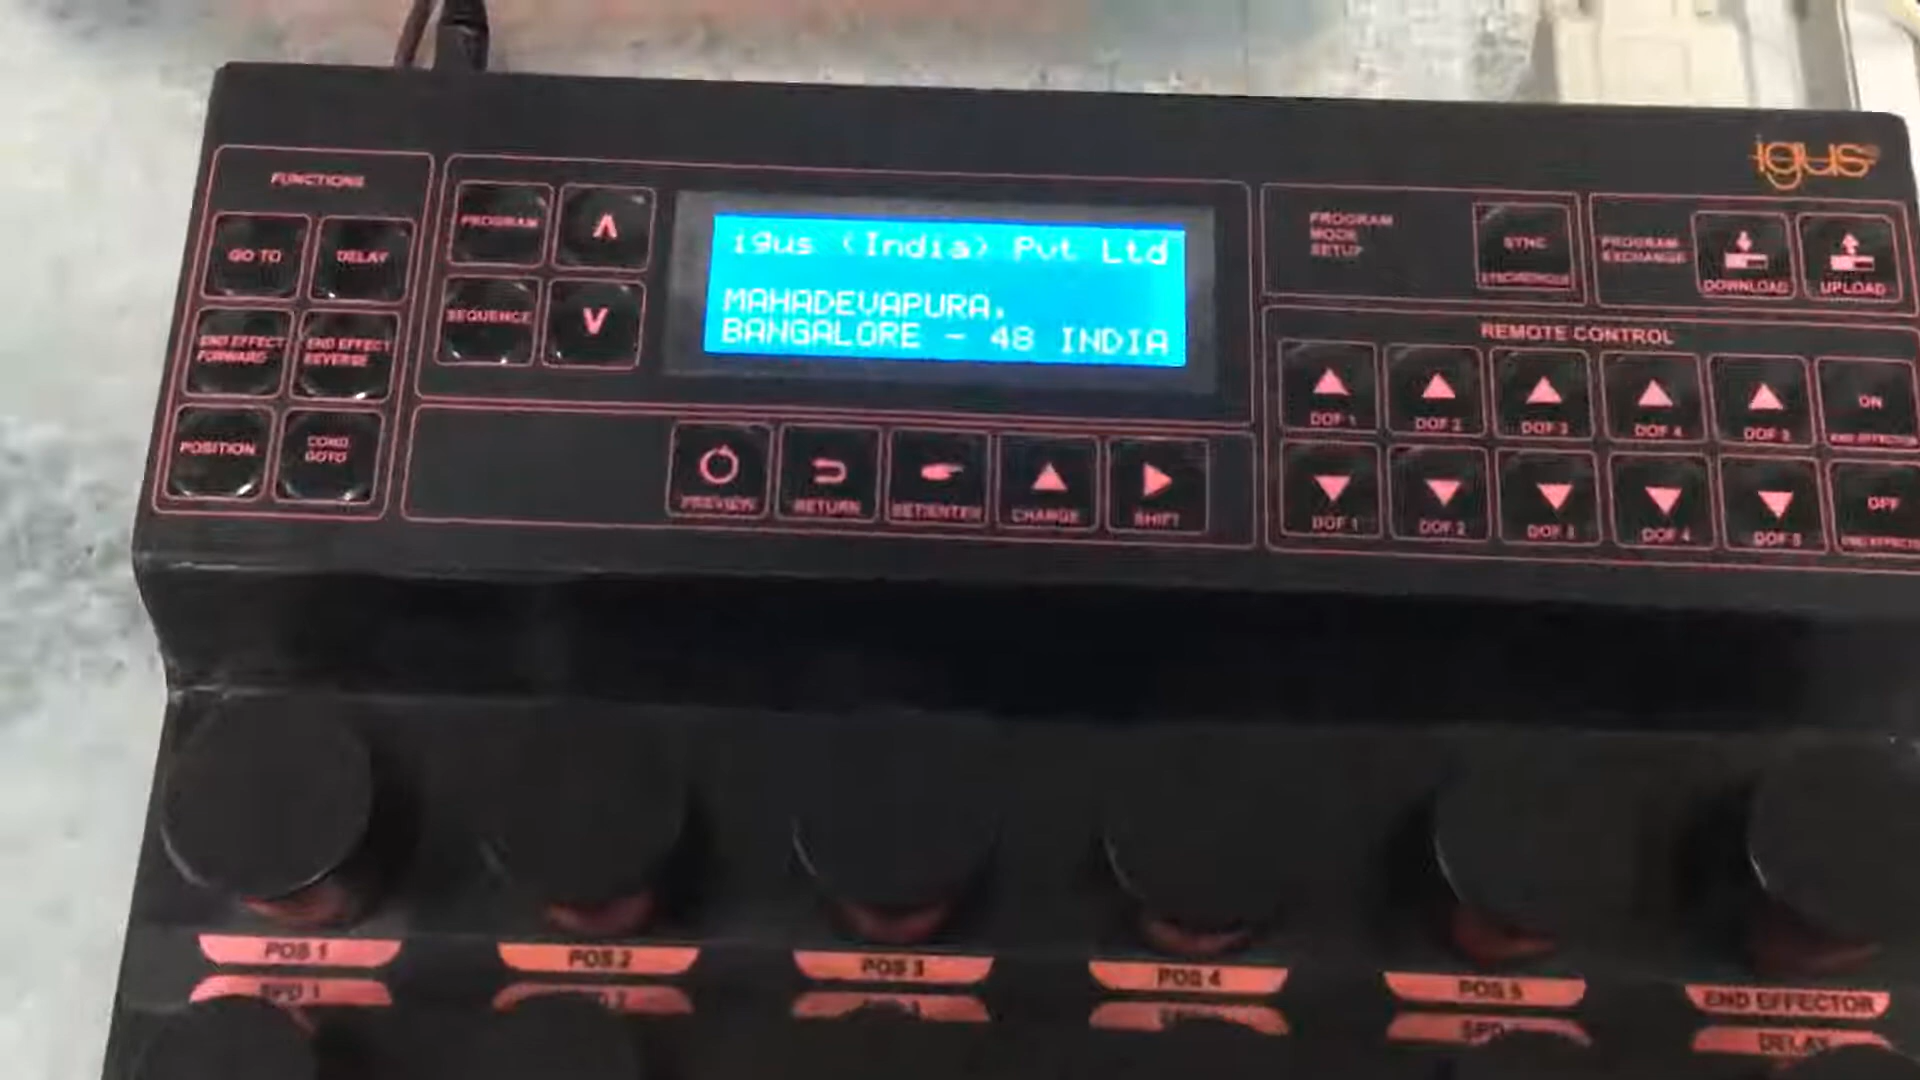 igus
FUNCTIONS
GO TO
DELAY
END EFFECT
FORWARD
END EFFECT
REVERSE
POSITION
COND
GOTO
PROGRAM
SEQUENCE
igus (India) Pvt Ltd
MAHADEVAPURA,
BANGALORE - 48 INDIA
PREVIEW
RETURN
SET/ENTER
CHANGE
SHIFT
PROGRAM
MODE
SETUP
SYNC
PROGRAM
EXCHANGE
DOWNLOAD
UPLOAD
REMOTE CONTROL
DOF 1
DOF 2
DOF 3
DOF 4
DOF 5
ON
END EFFECTOR
DOF 1
DOF 2
DOF 3
DOF 4
DOF 5
OFF
END EFFECTOR
POS 1
POS 2
POS 3
POS 4
POS 5
END EFFECTOR
SPD 1
DELAY